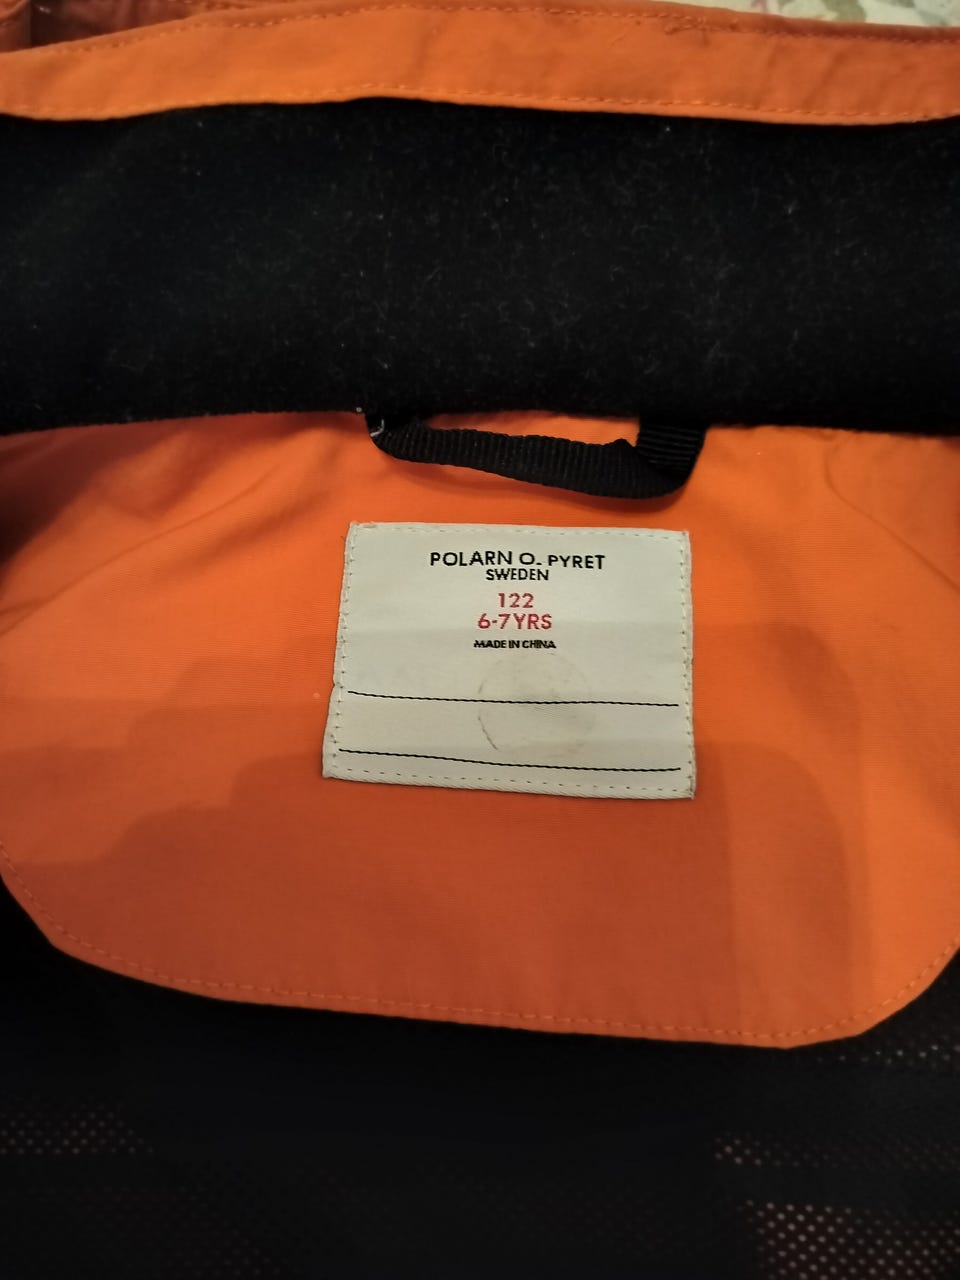 POLARN O. PYRET
SWEDEN
122
6-7YRS
MADE IN CHINA